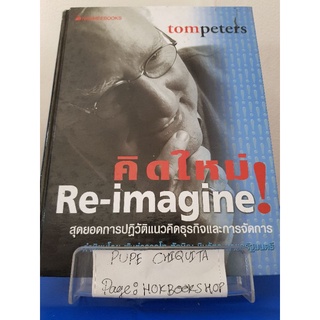 tompeters
คิดใหม่
Re-imagine!
สุดยอดการปฏิวัติแนวคิดธุรกิจและการจัดการ
PUPE CHIQUITA
Page: HOKBOOKSHOP